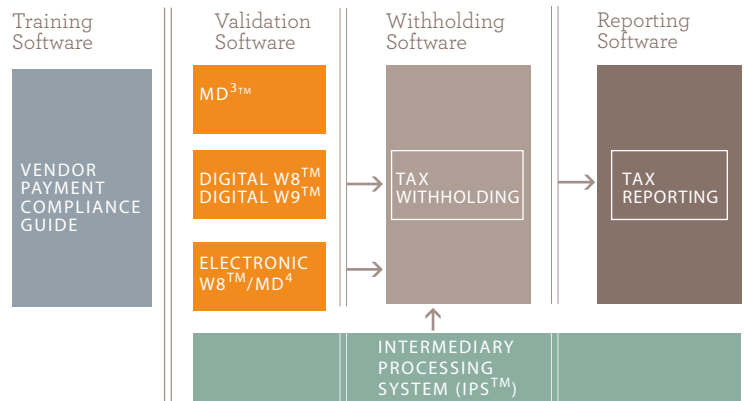 Training
Software
Validation
Software
Withholding
Software
Reporting
Software
VENDOR
PAYMENT
COMPLIANCE
GUIDE
MD³™
DIGITAL W8™
DIGITAL W9™
ELECTRONIC
W8™/MD⁴
TAX
WITHHOLDING
TAX
REPORTING
INTERMEDIARY
PROCESSING
SYSTEM (IPS™)